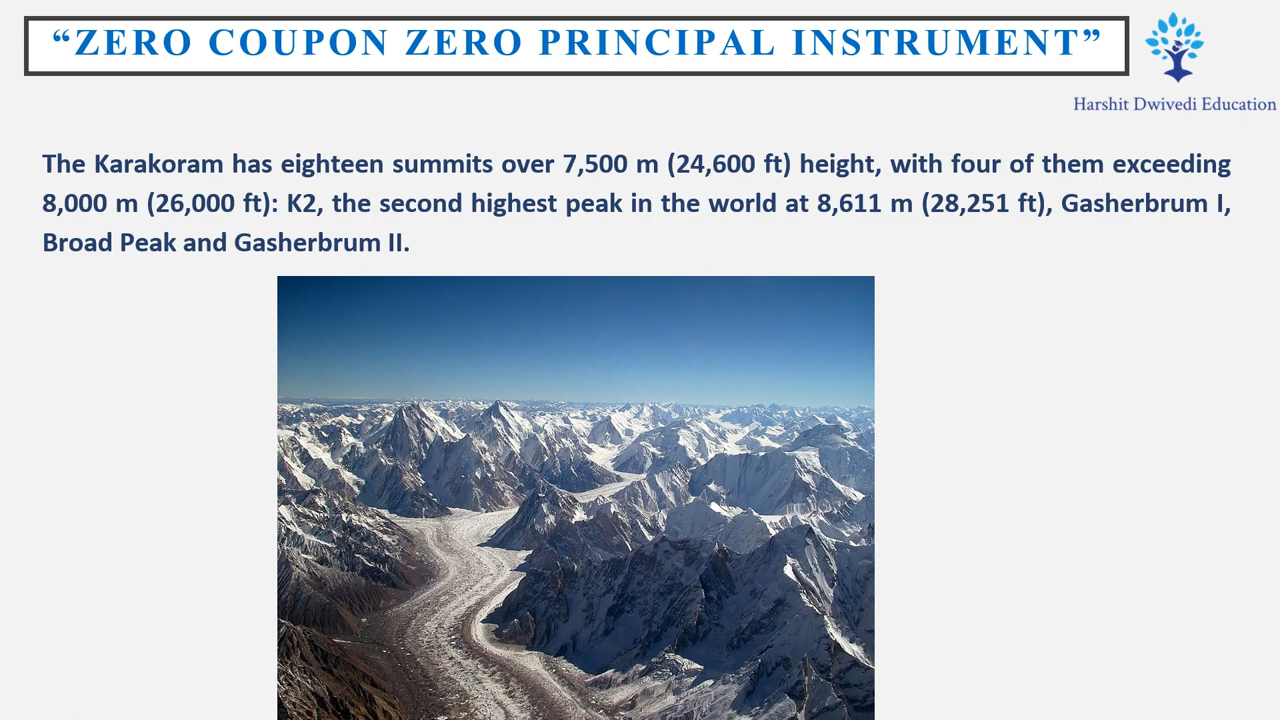 “ZERO COUPON ZERO PRINCIPAL INSTRUMENT”
Harshit Dwivedi Education
The Karakoram has eighteen summits over 7,500 m (24,600 ft) height, with four of them exceeding
8,000 m (26,000 ft): K2, the second highest peak in the world at 8,611 m (28,251 ft), Gasherbrum I,
Broad Peak and Gasherbrum II.